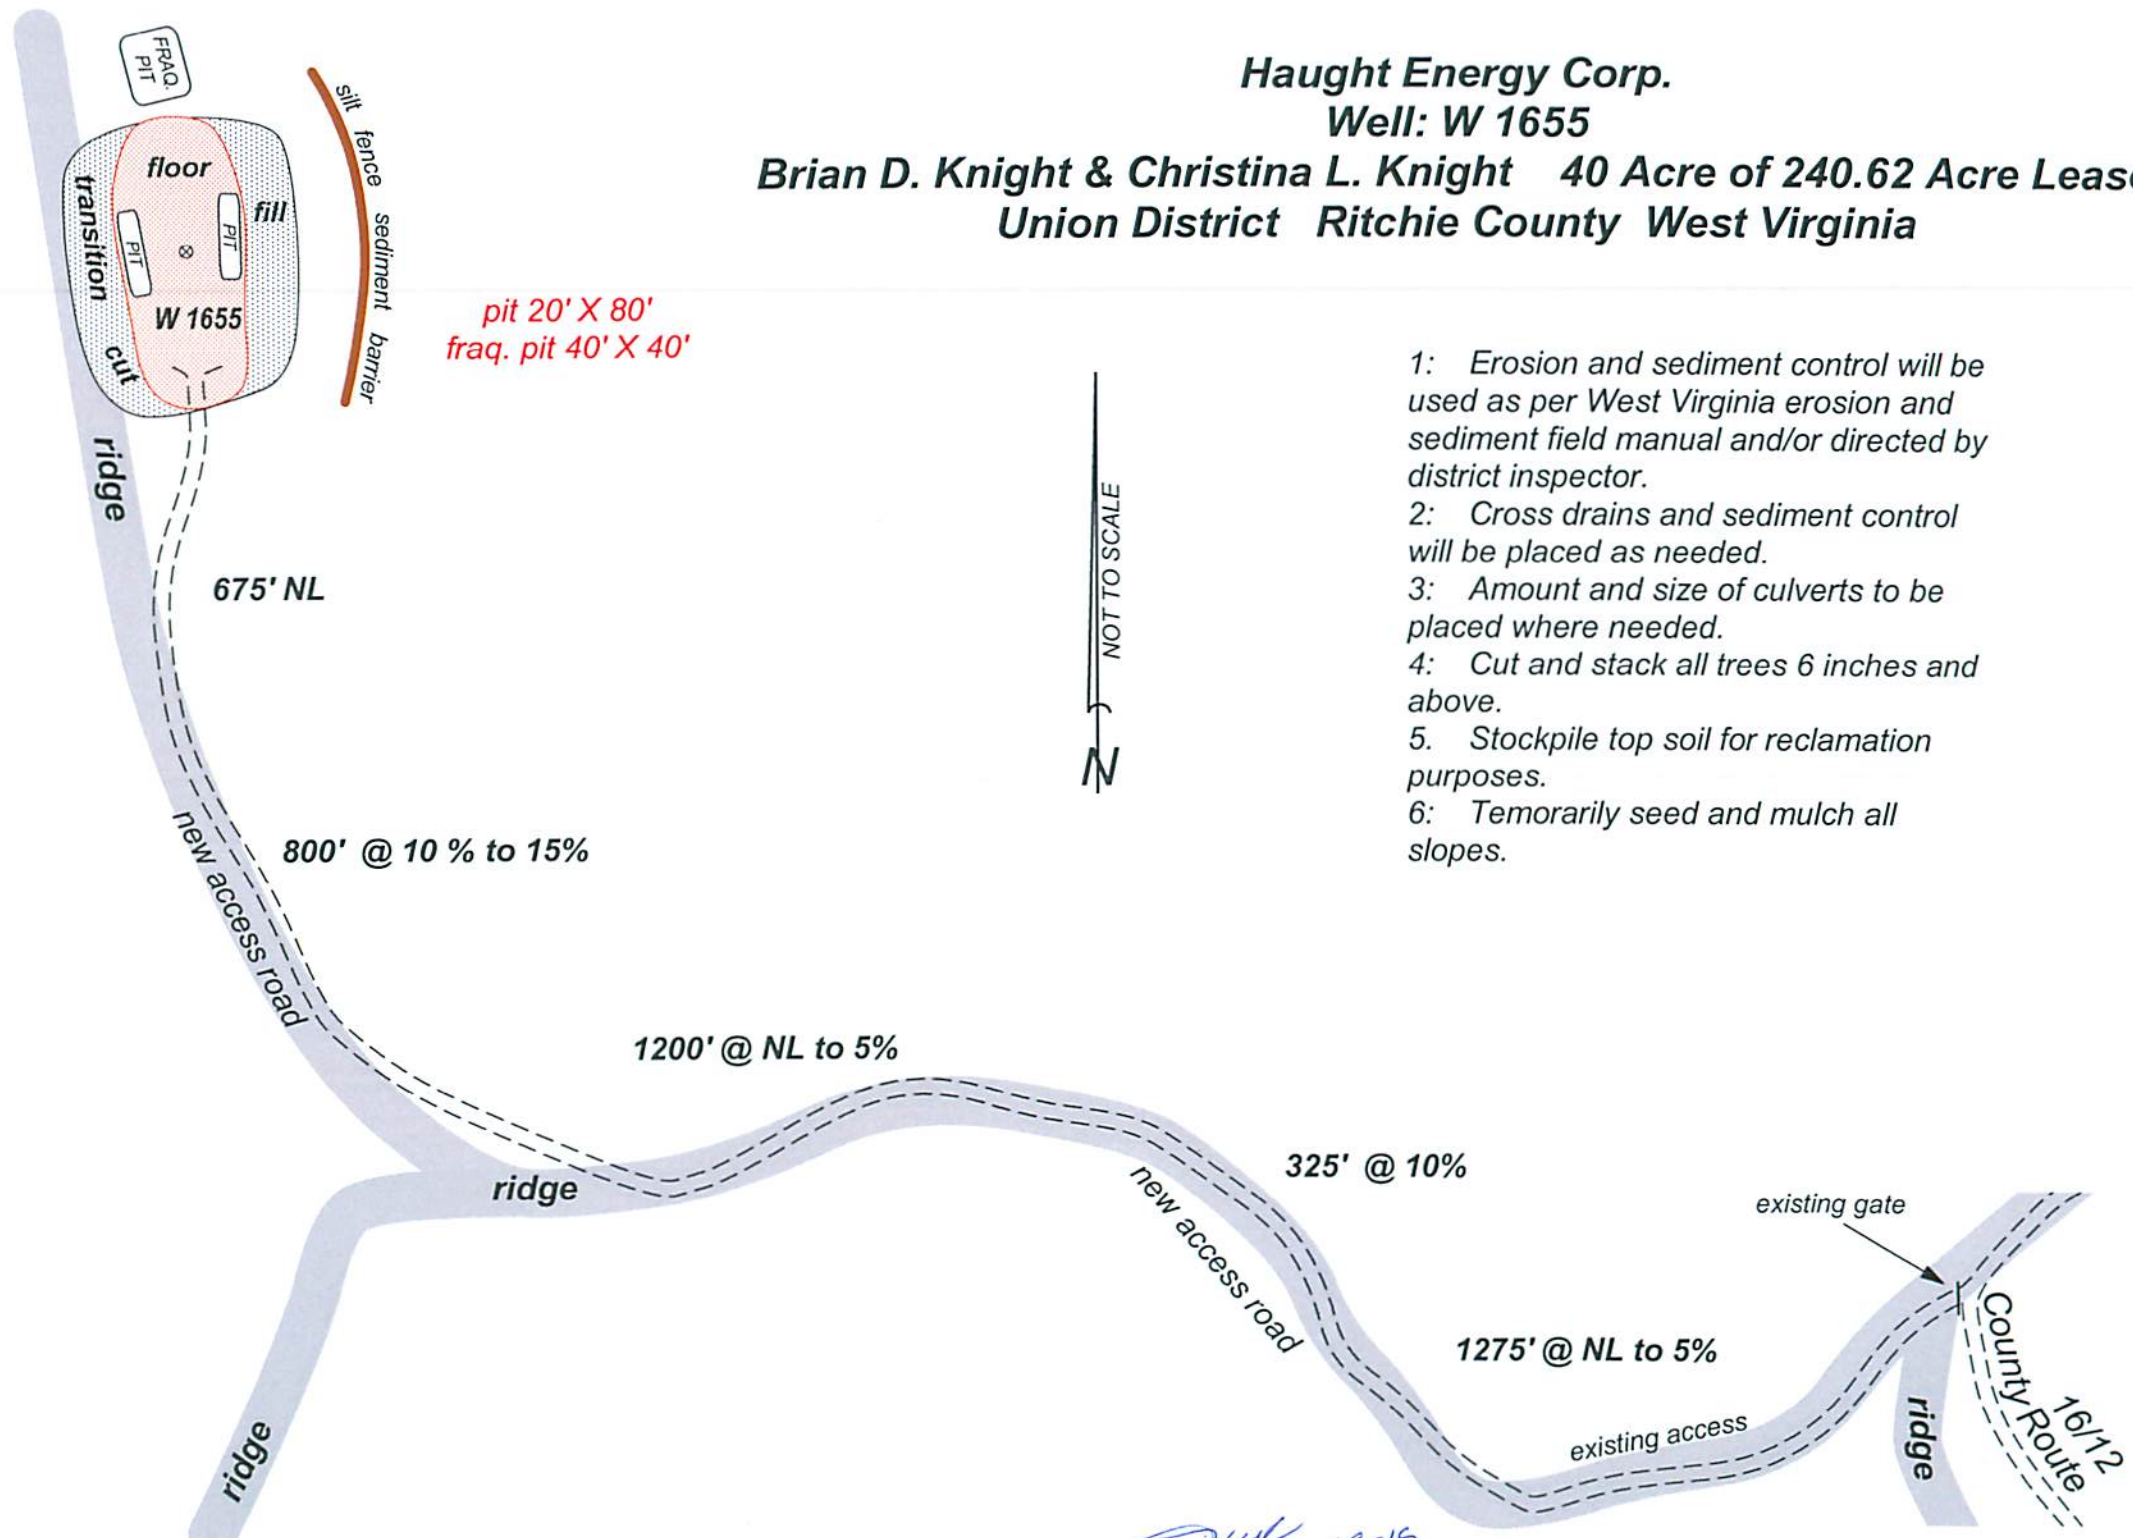 Haught Energy Corp.
Well: W 1655
Brian D. Knight & Christina L. Knight 40 Acre of 240.62 Acre Lease
Union District Ritchie County West Virginia
FRAQ.
PIT
silt fence sediment barrier
floor
fill
transition
PIT
PIT
W 1655
cut
pit 20' X 80'
fraq. pit 40' X 40'
1: Erosion and sediment control will be
used as per West Virginia erosion and
sediment field manual and/or directed by
district inspector.
2: Cross drains and sediment control
will be placed as needed.
3: Amount and size of culverts to be
placed where needed.
4: Cut and stack all trees 6 inches and
above.
5. Stockpile top soil for reclamation
purposes.
6: Temorarily seed and mulch all
slopes.
NOT TO SCALE
N
ridge
675' NL
new access road
800' @ 10 % to 15%
1200' @ NL to 5%
ridge
325' @ 10%
new access road
existing gate
1275' @ NL to 5%
existing access
County Route
16/12
ridge
ridge